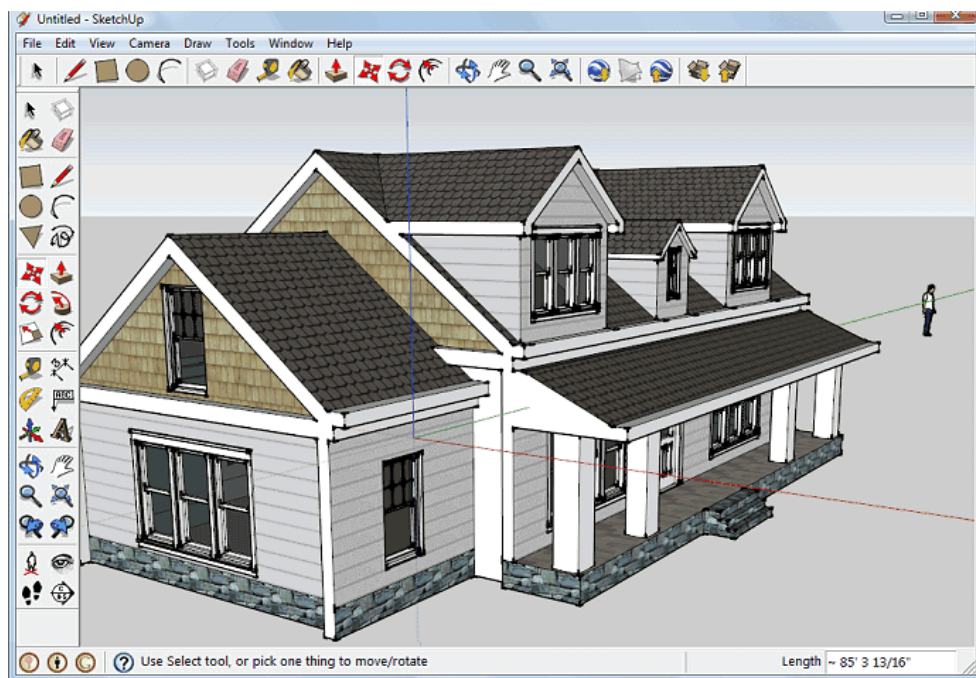 Untitled - SketchUp
File Edit View Camera Draw Tools Window Help
ABC
Use Select tool, or pick one thing to move/rotate
Length ~ 85' 3 13/16"